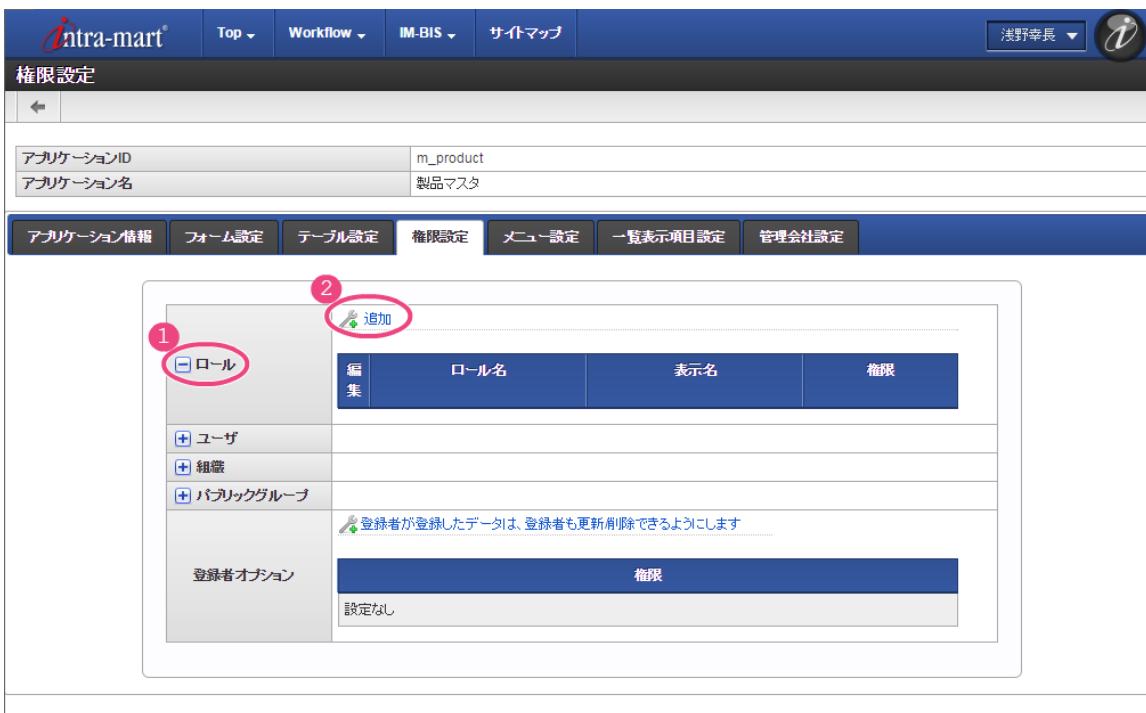 intra-mart® Top Workflow IM-BIS サイトマップ 浅野幸長
権限設定
アプリケーションID m_product
アプリケーション名 製品マスタ
アプリケーション情報 フォーム設定 テーブル設定 権限設定 メニュー設定 一覧表示項目設定 管理会社設定
2
追加
1
ロール
編集 ロール名 表示名 権限
ユーザ
組織
パブリックグループ
登録者が登録したデータは、登録者も更新/削除できるようにします
登録者オプション
権限
設定なし